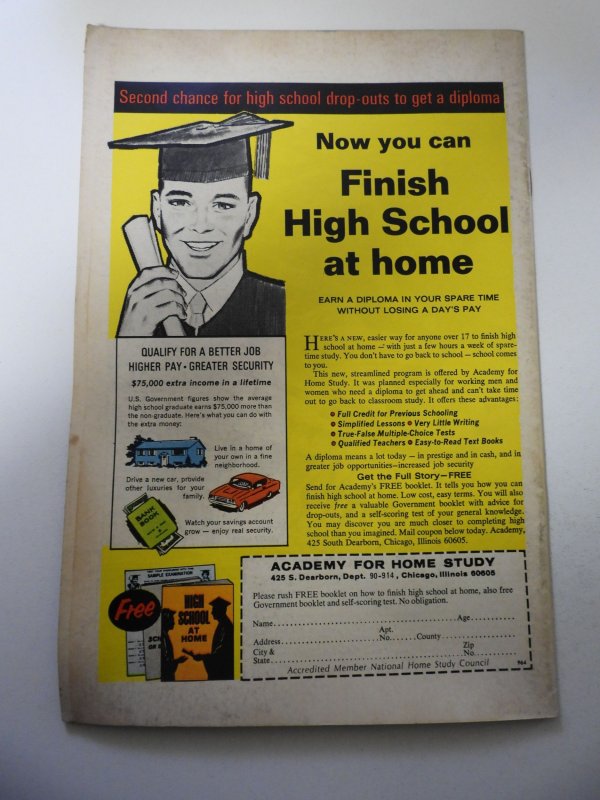 Second chance for high school drop-outs to get a diploma
Now you can
Finish
High School
at home
EARN A DIPLOMA IN YOUR SPARE TIME
WITHOUT LOSING A DAY'S PAY
QUALIFY FOR A BETTER JOB
HIGHER PAY • GREATER SECURITY
$75,000 extra income in a lifetime
U.S. Government figures show the average
high school graduate earns $75,000 more than
the non-graduate. Here's what you can do with
the extra money:
Live in a home of
your own in a fine
neighborhood.
Drive a new car, provide
other luxuries for your
family.
BANK
BOOK
Watch your savings account
grow — enjoy real security.
HERE'S A NEW, easier way for anyone over 17 to finish high
school at home — with just a few hours a week of spare-
time study. You don't have to go back to school — school comes
to you.
This new, streamlined program is offered by Academy for
Home Study. It was planned especially for working men and
women who need a diploma to get ahead and can't take time
out to go back to classroom study. It offers these advantages:
• Full Credit for Previous Schooling
• Simplified Lessons • Very Little Writing
• True-False Multiple-Choice Tests
• Qualified Teachers • Easy-to-Read Text Books
A diploma means a lot today — in prestige and in cash, and in
greater job opportunities—increased job security
Get the Full Story—FREE
Send for Academy's FREE booklet. It tells you how you can
finish high school at home. Low cost, easy terms. You will also
receive free a valuable Government booklet with advice for
drop-outs, and a self-scoring test of your general knowledge.
You may discover you are much closer to completing high
school than you imagined. Mail coupon below today. Academy,
425 South Dearborn, Chicago, Illinois 60605.
Free
SAMPLE EXAMINATION
HIGH
SCHOOL
AT
HOME
ACADEMY FOR HOME STUDY
425 S. Dearborn, Dept. 90-914, Chicago, Illinois 60605
Please rush FREE booklet on how to finish high school at home, also free
Government booklet and self-scoring test. No obligation.
Name Age
Apt.
Address No. County
City & Zip
State No.
Accredited Member National Home Study Council 964